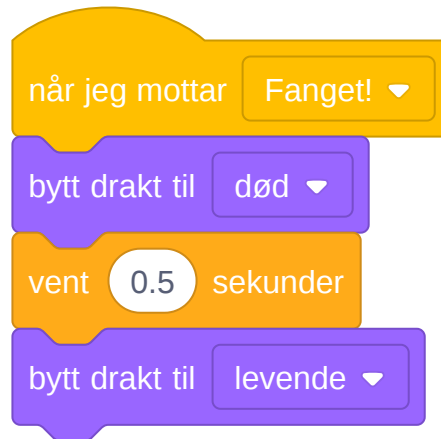 når jeg mottar Fanget!
bytt drakt til død
vent 0.5 sekunder
bytt drakt til levende